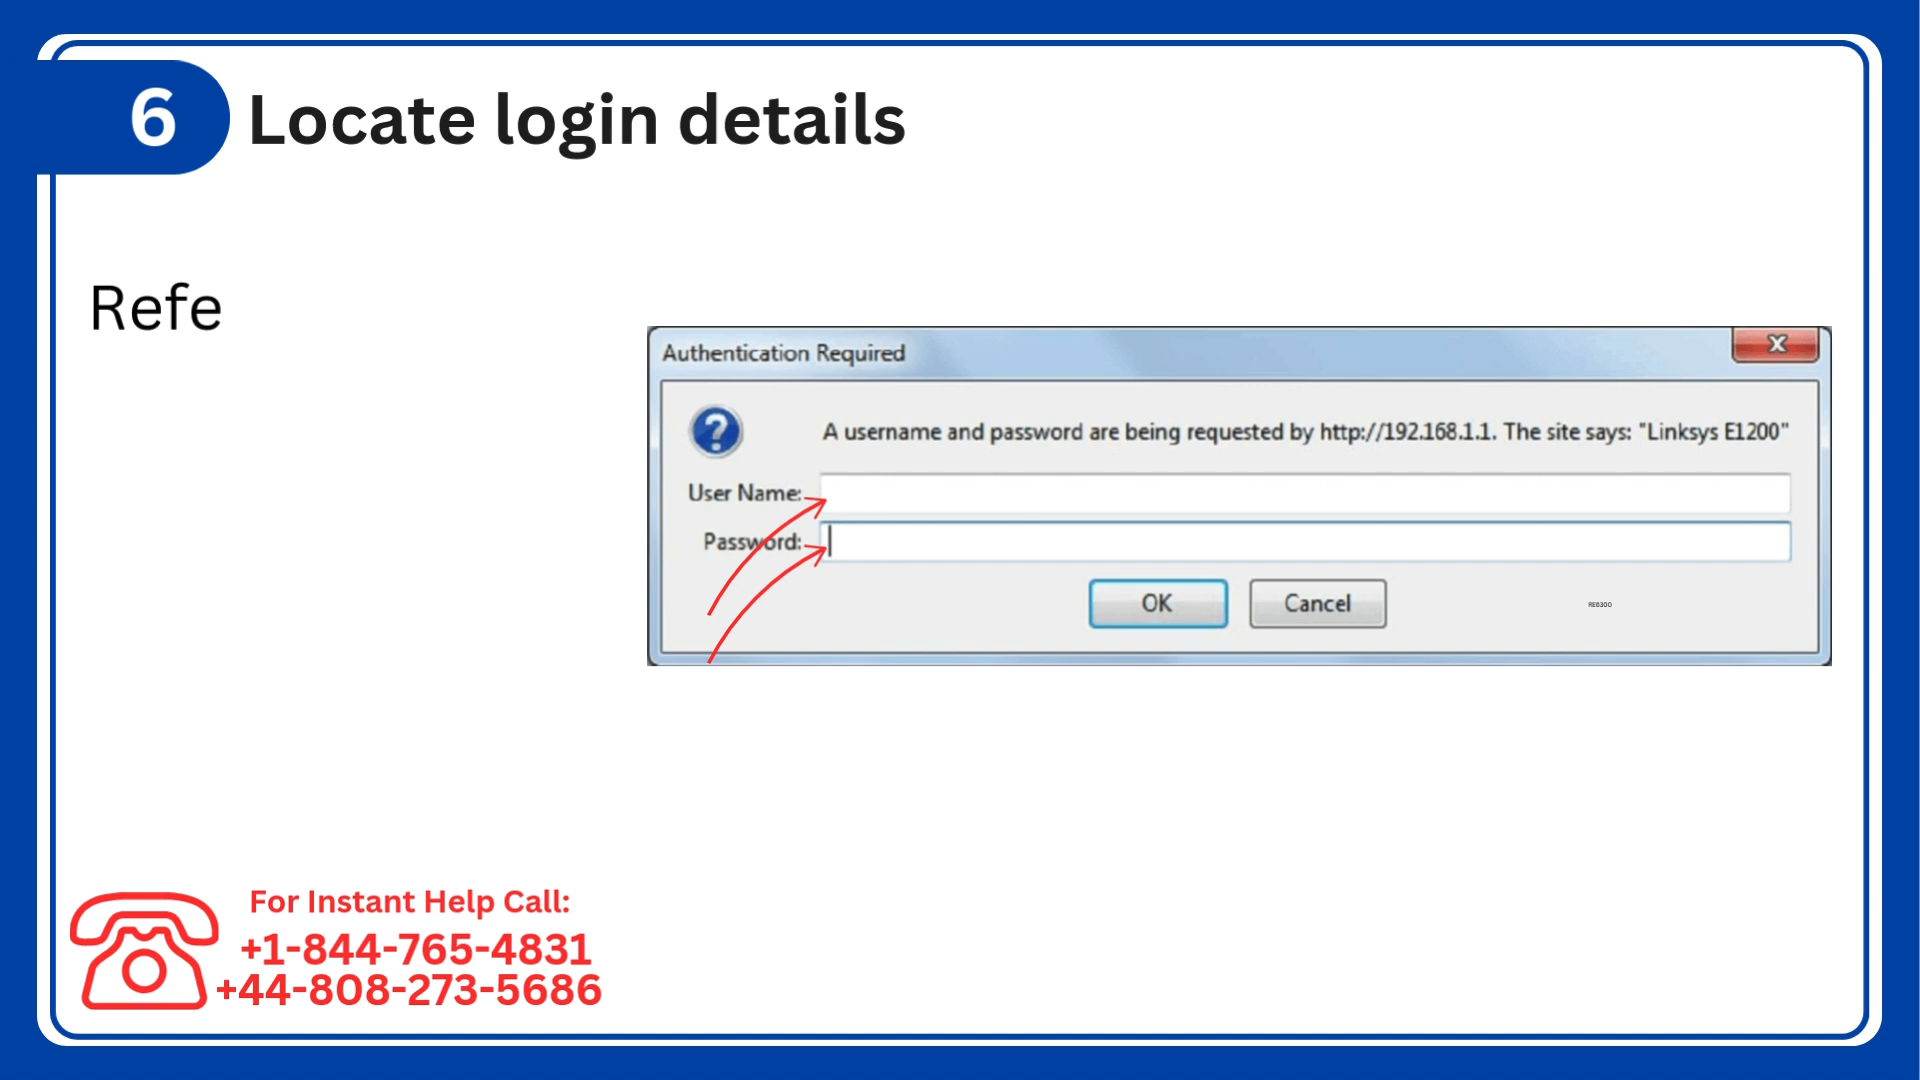 6 Locate login details
Refe
Authentication Required
X
?
A username and password are being requested by http://192.168.1.1. The site says: "Linksys E1200"
User Name:
Password:
OK Cancel RE6300
For Instant Help Call:
+1-844-765-4831
+44-808-273-5686